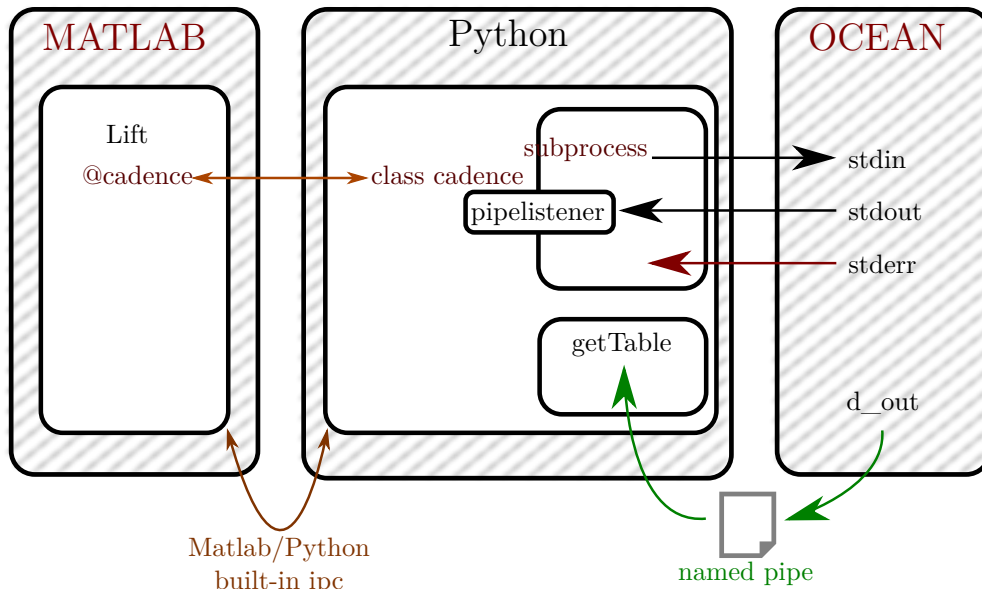 MATLAB
Python
OCEAN
Lift
@cadence
class cadence
subprocess
pipelistener
stdin
stdout
stderr
getTable
d_out
Matlab/Python
built-in ipc
named pipe